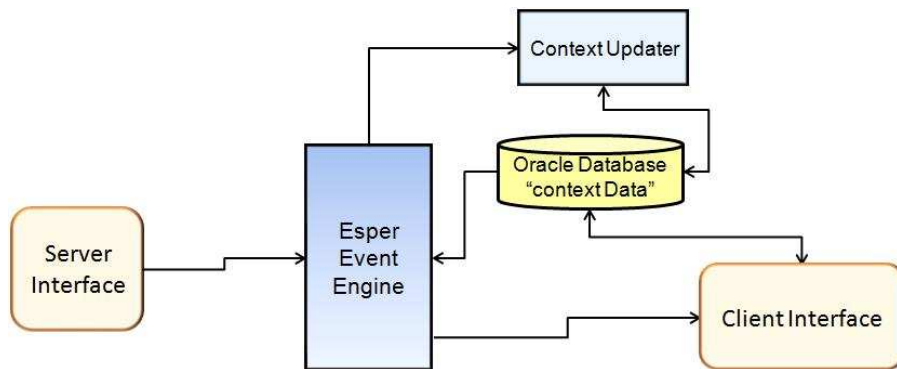 Context Updater
Oracle Database
“context Data”
Esper
Event
Engine
Server
Interface
Client Interface